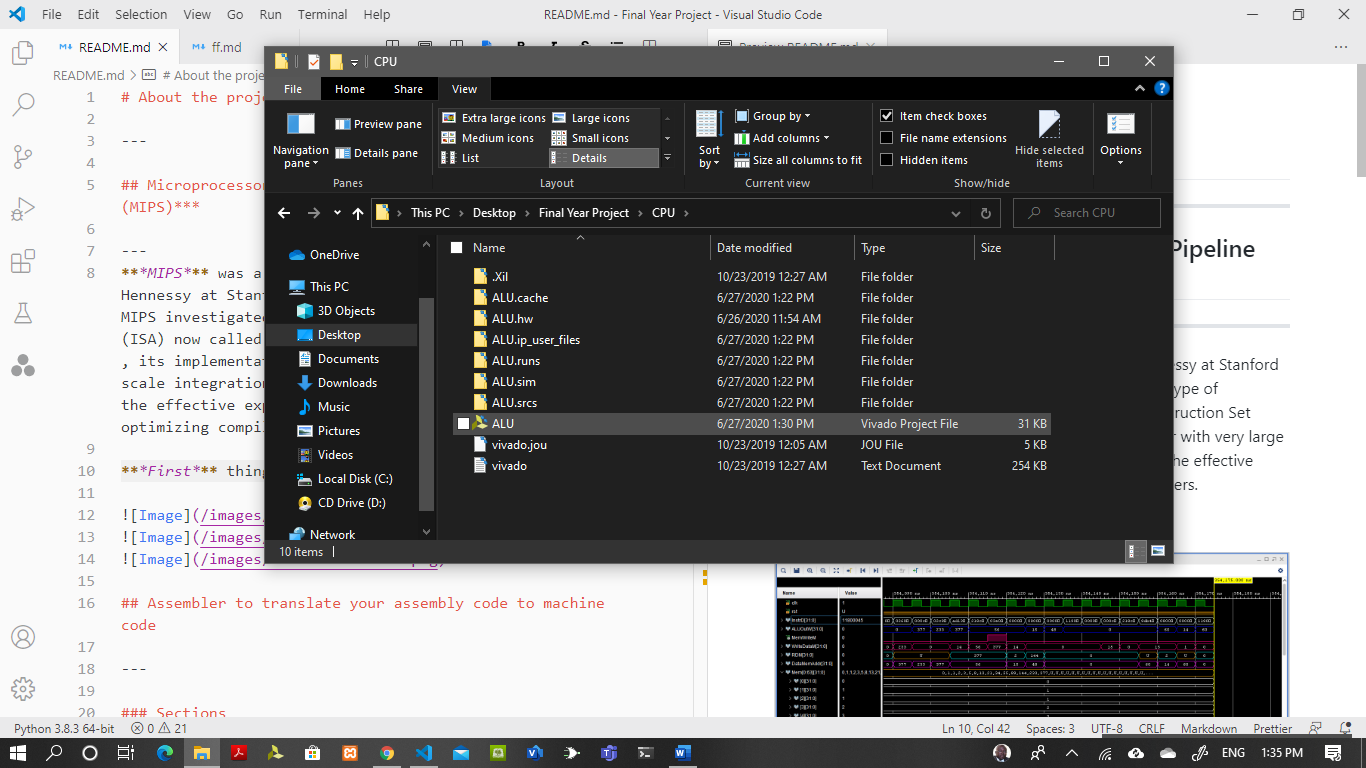 File Edit Selection View Go Run Terminal Help README.md - Final Year Project - Visual Studio Code
README.md ff.md Preview README.md
README.md > # About the proje
CPU
File Home Share View
Navigation pane
Preview pane
Details pane
Panes
Extra large icons Large icons
Medium icons Small icons
List Details
Layout
Sort by
Group by
Add columns
Size all columns to fit
Current view
Item check boxes
File name extensions
Hidden items
Hide selected items
Show/hide
Options
This PC > Desktop > Final Year Project > CPU >
Search CPU
OneDrive
This PC
3D Objects
Desktop
Documents
Downloads
Music
Pictures
Videos
Local Disk (C:)
CD Drive (D:)
Network
Name Date modified Type Size
.Xil 10/23/2019 12:27 AM File folder
ALU.cache 6/27/2020 1:22 PM File folder
ALU.hw 6/26/2020 11:54 AM File folder
ALU.ip_user_files 6/27/2020 1:22 PM File folder
ALU.runs 6/27/2020 1:22 PM File folder
ALU.sim 6/27/2020 1:22 PM File folder
ALU.srcs 6/27/2020 1:22 PM File folder
ALU 6/27/2020 1:30 PM Vivado Project File 31 KB
vivado.jou 10/23/2019 12:05 AM JOU File 5 KB
vivado 10/23/2019 12:27 AM Text Document 254 KB
10 items
1 # About the proje
2
3 ---
4
5 ## Microprocessor
(MIPS)***
6
7 ---
8 ***MIPS*** was a
Hennessy at Stan
MIPS investigate
(ISA) now called
, its implementat
scale integration
the effective exp
optimizing compil
9
10 ***First*** thing
11
12 ![Image](/images/
13 ![Image](/images/
14 ![Image](/images/
15
16 ## Assembler to translate your assembly code to machine
code
17
18 ---
19
20 ### Sections
Pipeline
essy at Stanford
ype of
struction Set
r with very large
he effective
ers.
Name Value
Python 3.8.3 64-bit 0 21 Ln 10, Col 42 Spaces: 3 UTF-8 CRLF Markdown Prettier
ENG 1:35 PM